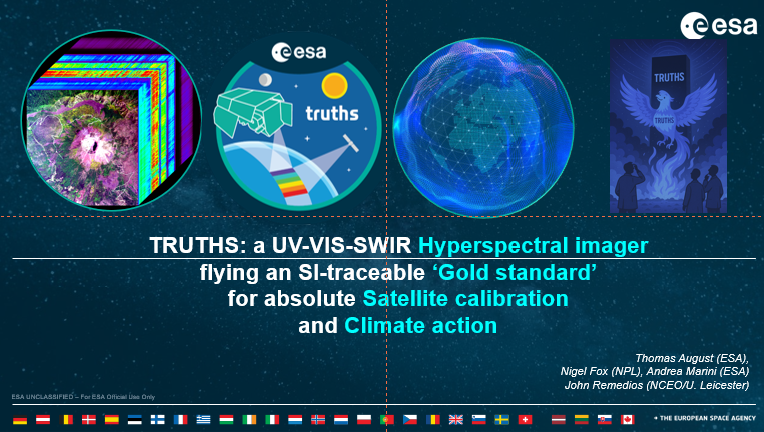 esa
esa
truths
TRUTHS
TRUTHS
TRUTHS: a UV-VIS-SWIR Hyperspectral imager
flying an SI-traceable ‘Gold standard’
for absolute Satellite calibration
and Climate action
Thomas August (ESA),
Nigel Fox (NPL), Andrea Marini (ESA)
John Remedios (NCEO/U. Leicester)
ESA UNCLASSIFIED – For ESA Official Use Only
→ THE EUROPEAN SPACE AGENCY